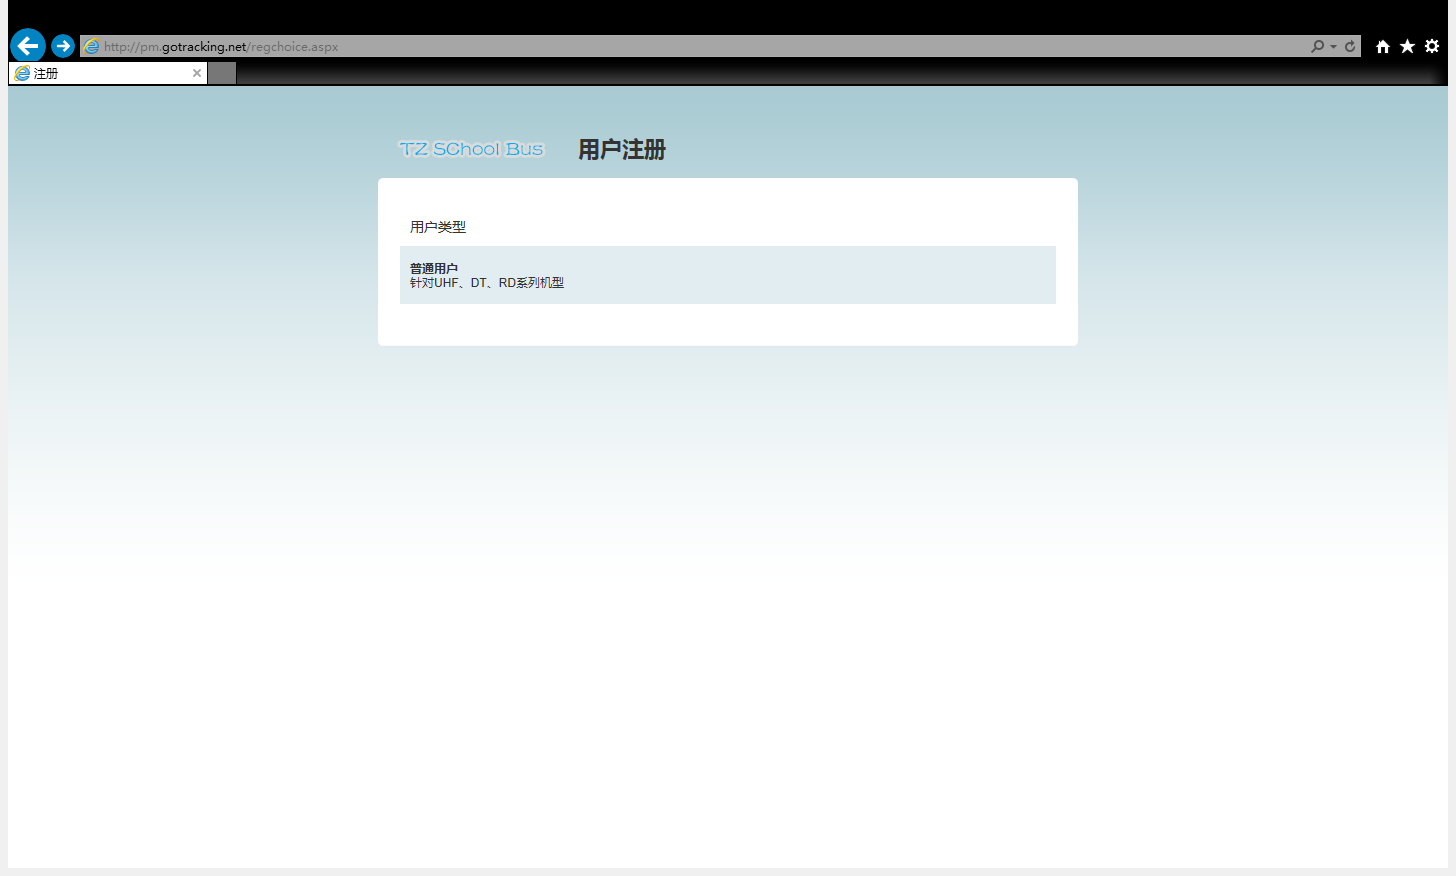 http://pm.gotracking.net/regchoice.aspx
注册
TZ SChool Bus
用户注册
用户类型
普通用户
针对UHF、DT、RD系列机型